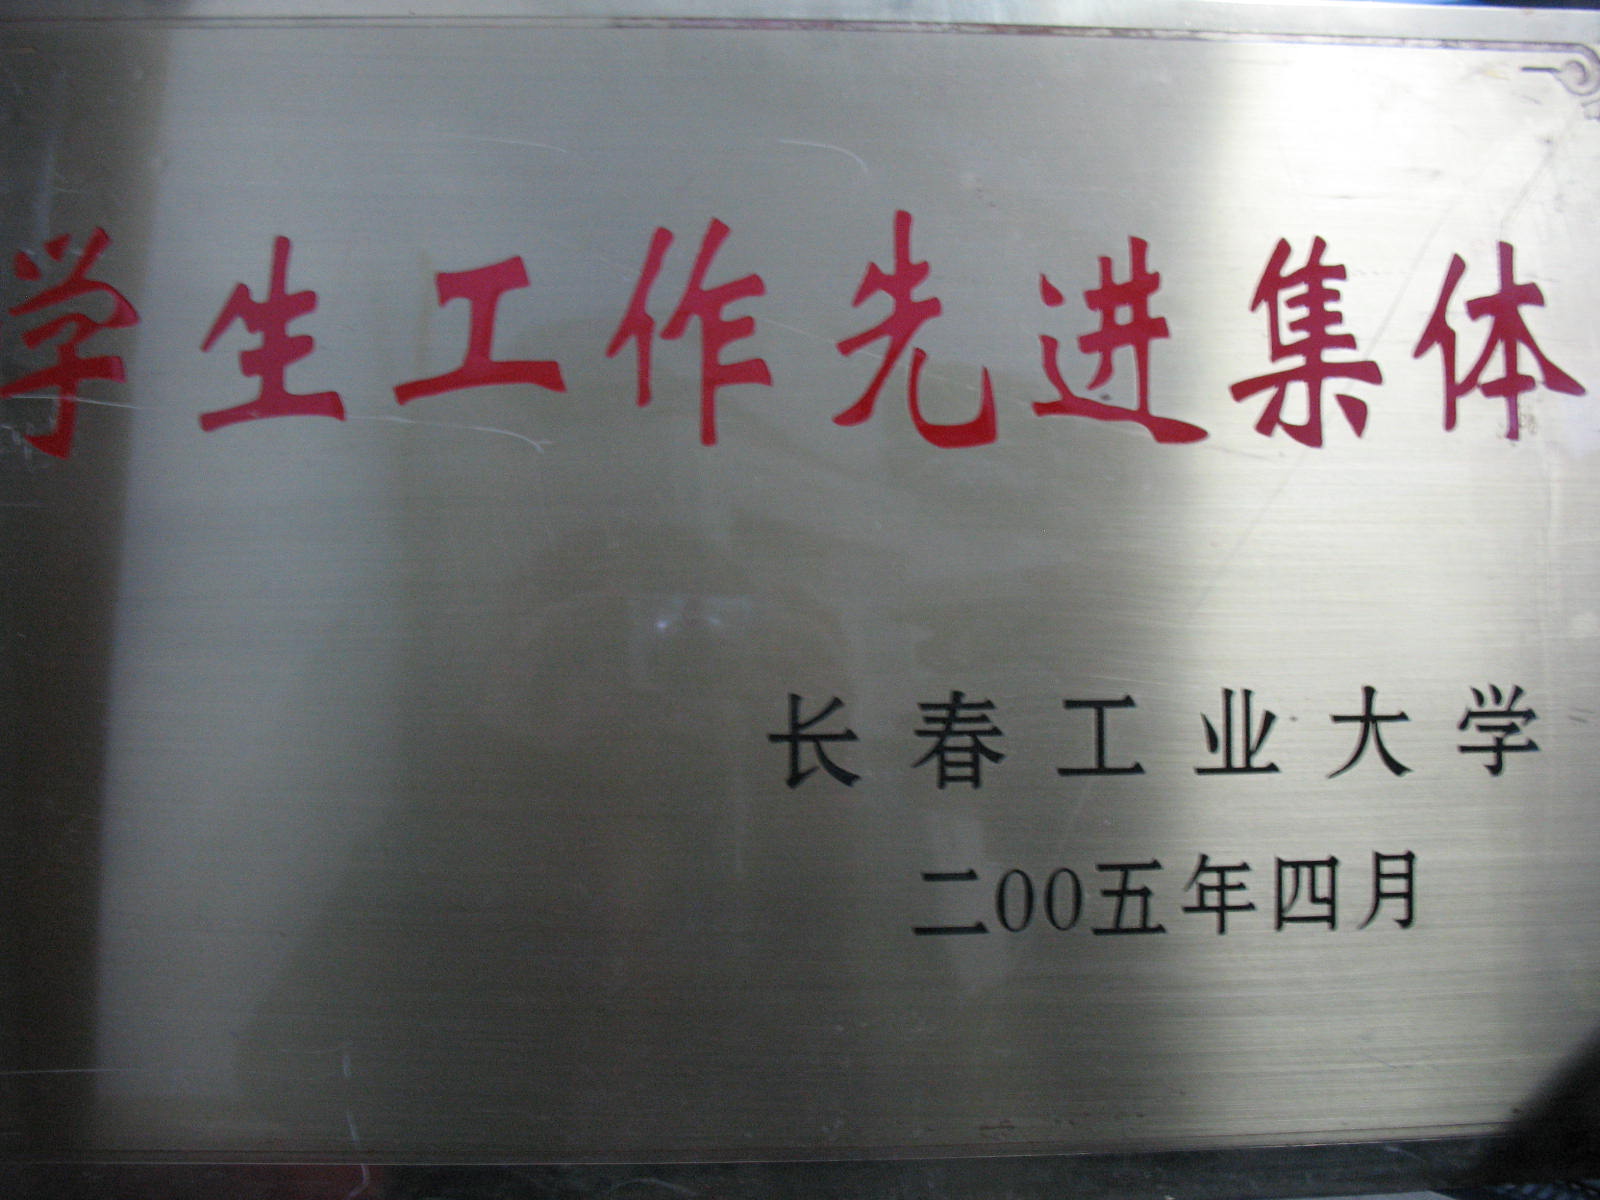 学生工作先进集体
长春工业大学
二00五年四月